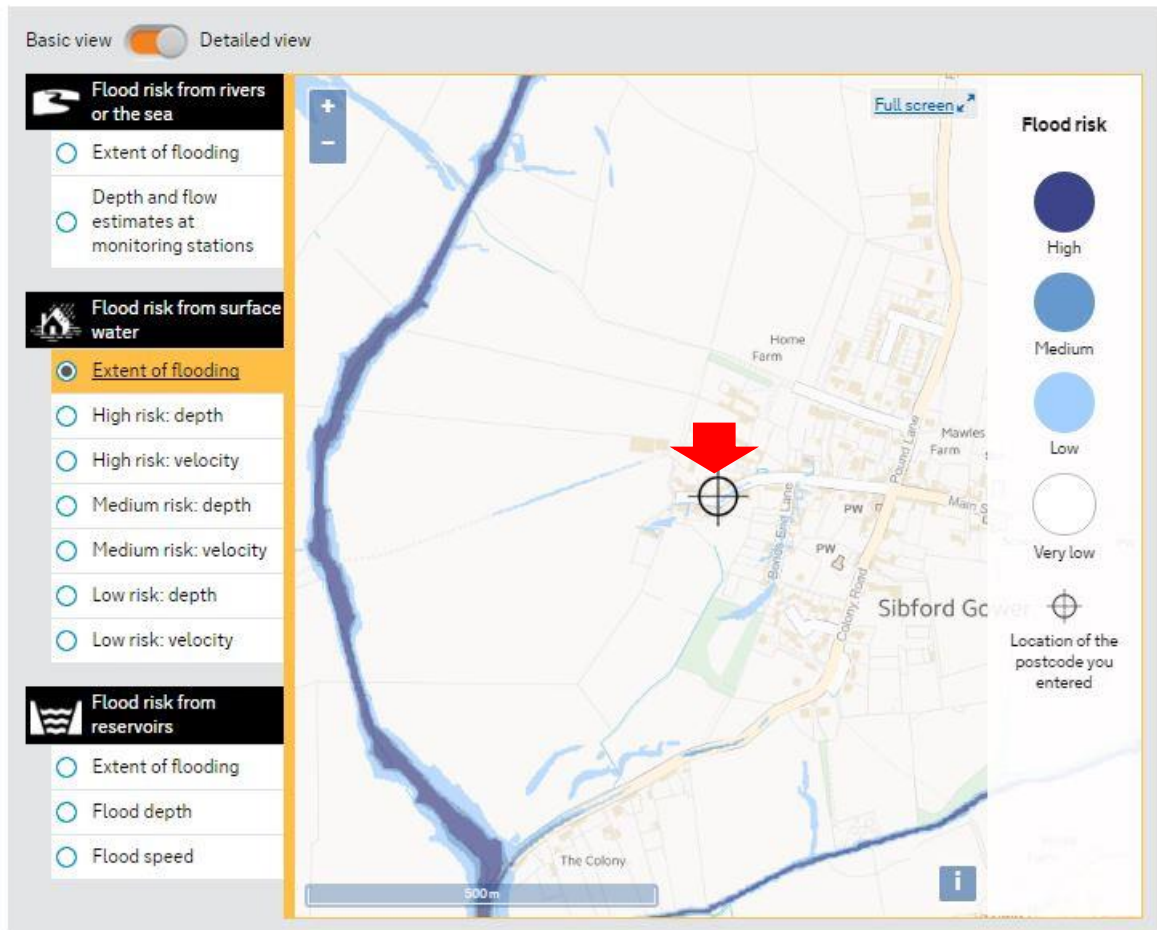 Basic view
Detailed view
Flood risk from rivers
or the sea
Extent of flooding
Depth and flow
estimates at
monitoring stations
Flood risk from surface
water
Extent of flooding
High risk: depth
High risk: velocity
Medium risk: depth
Medium risk: velocity
Low risk: depth
Low risk: velocity
Flood risk from
reservoirs
Extent of flooding
Flood depth
Flood speed
+
−
Full screen
Home
Farm
Mawles
Farm
Pound Lane
Main
PW
PW
Bonds End Lane
Colony Road
Sibford Gower
The Colony
500m
i
Flood risk
High
Medium
Low
Very low
Location of the
postcode you
entered